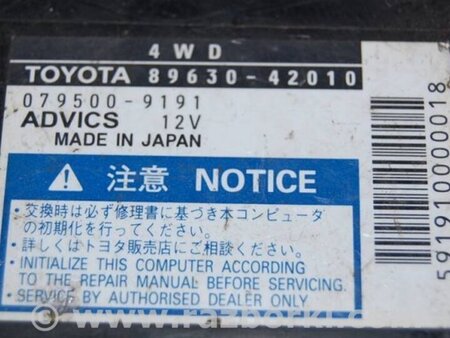 4WD
TOYOTA 89630-42010
079500-9191
ADVICS 12V
MADE IN JAPAN
注意 NOTICE
・交換時は必ず修理書に基づき本コンピュータ
の初期化を行ってください。
・詳しくはトヨタ販売店にご相談ください。
・INITIALIZE THIS COMPUTER ACCORDING
TO THE REPAIR MANUAL BEFORE SERVICING.
・SERVICE BY AUTHORISED DEALER ONLY
5919100000018